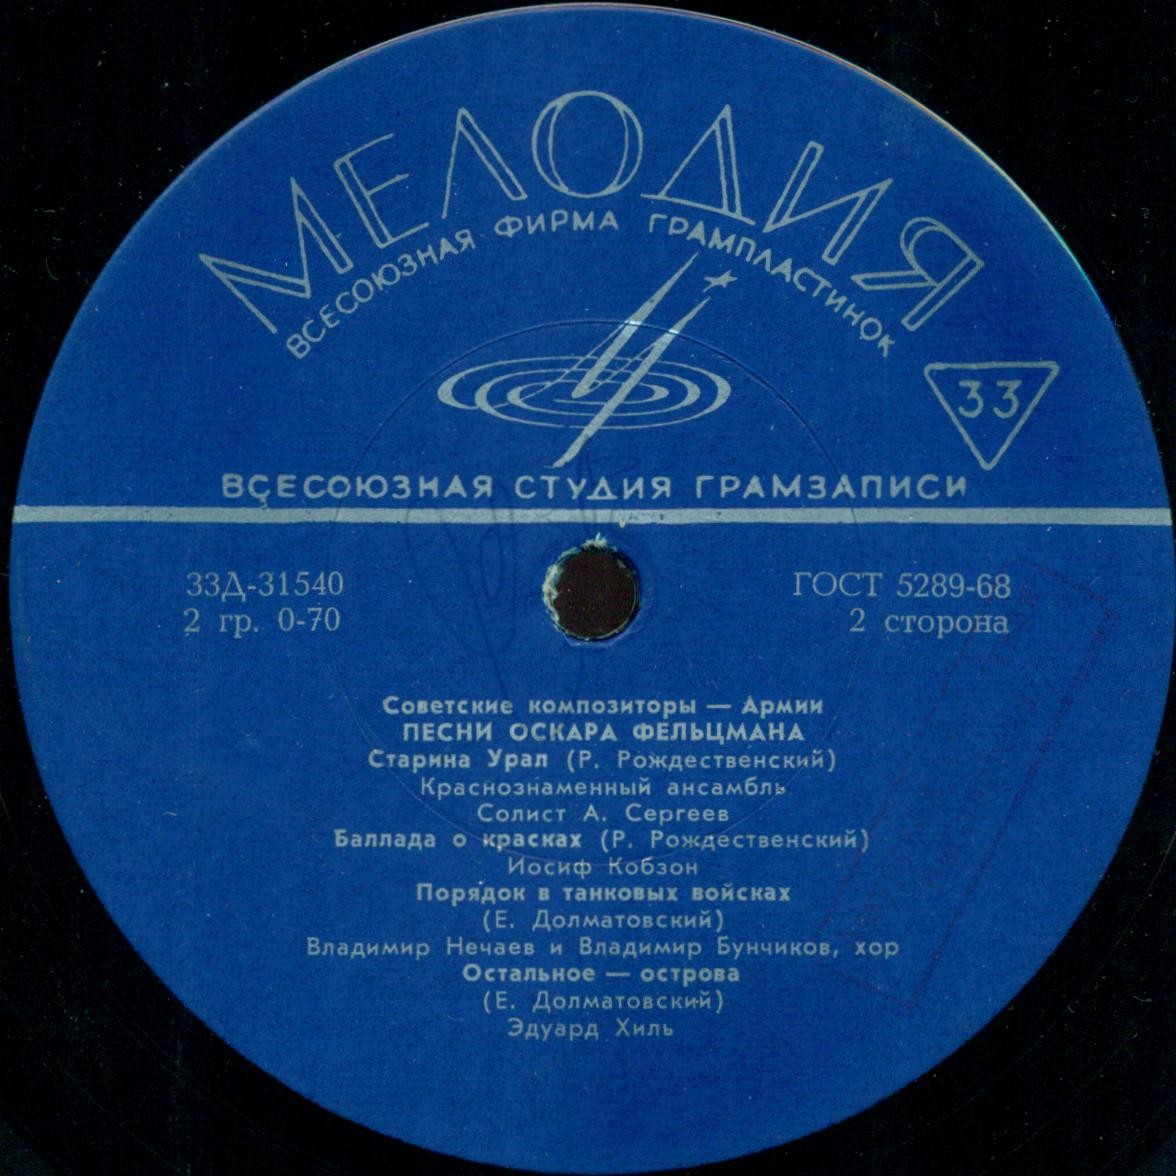 МЕЛОДИЯ
ВСЕСОЮЗНАЯ ФИРМА ГРАМПЛАСТИНОК
33
ВСЕСОЮЗНАЯ СТУДИЯ ГРАМЗАПИСИ
33Д-31540
2 гр. 0-70
ГОСТ 5289-68
2 сторона
Советские композиторы — Армии
ПЕСНИ ОСКАРА ФЕЛЬЦМАНА
Старина Урал (Р. Рождественский)
Краснознаменный ансамбль
Солист А. Сергеев
Баллада о красках (Р. Рождественский)
Иосиф Кобзон
Порядок в танковых войсках
(Е. Долматовский)
Владимир Нечаев и Владимир Бунчиков, хор
Остальное — острова
(Е. Долматовский)
Эдуард Хиль